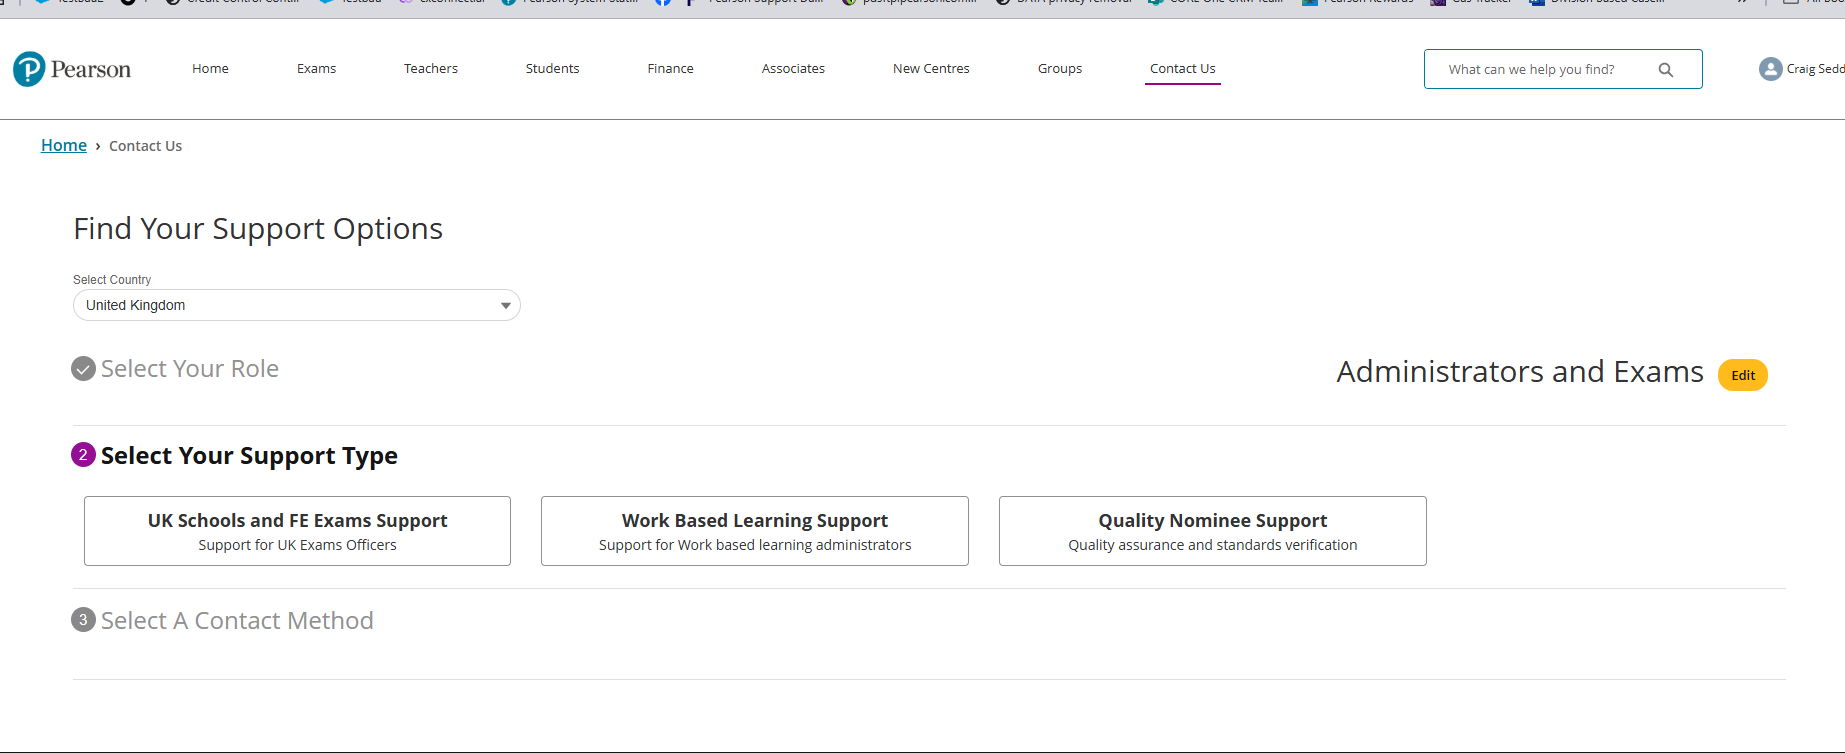 Pearson
Home
Exams
Teachers
Students
Finance
Associates
New Centres
Groups
Contact Us
What can we help you find?
Craig Sedd
Home › Contact Us
Find Your Support Options
Select Country
United Kingdom
Select Your Role
Administrators and Exams
Edit
2 Select Your Support Type
UK Schools and FE Exams Support
Support for UK Exams Officers
Work Based Learning Support
Support for Work based learning administrators
Quality Nominee Support
Quality assurance and standards verification
3 Select A Contact Method